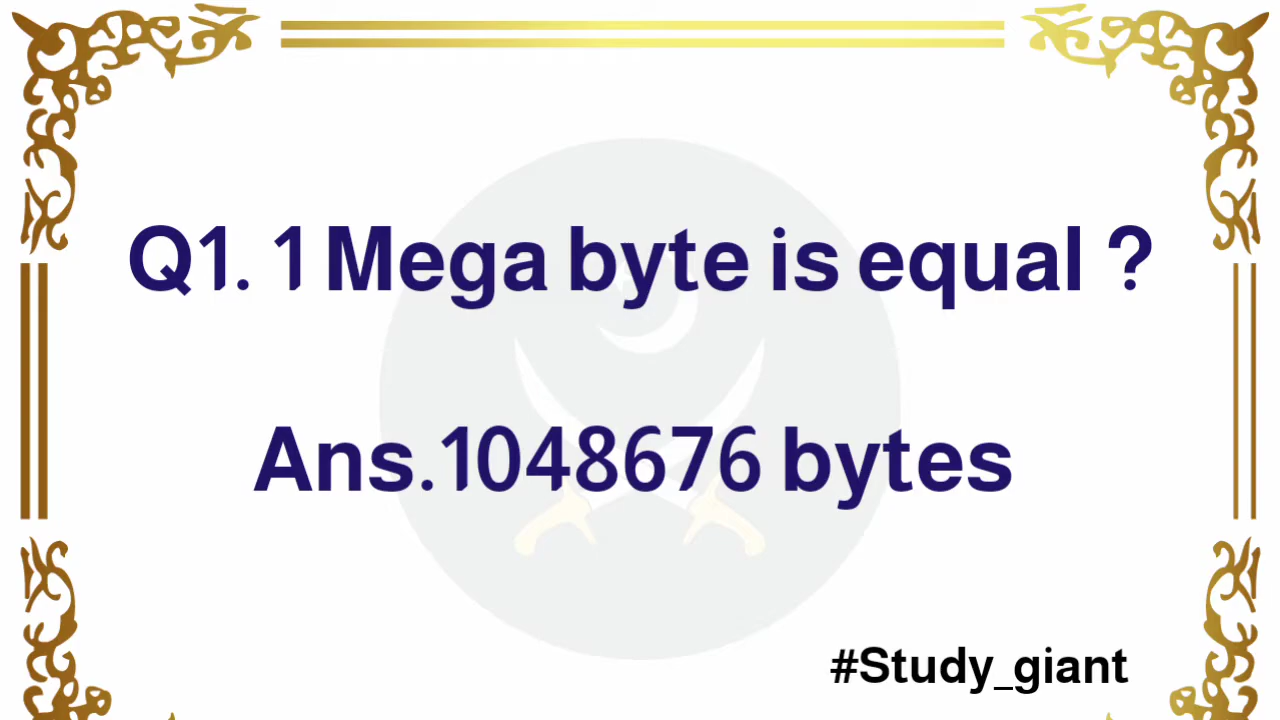 Q1. 1 Mega byte is equal ?
Ans.1048676 bytes
#Study_giant